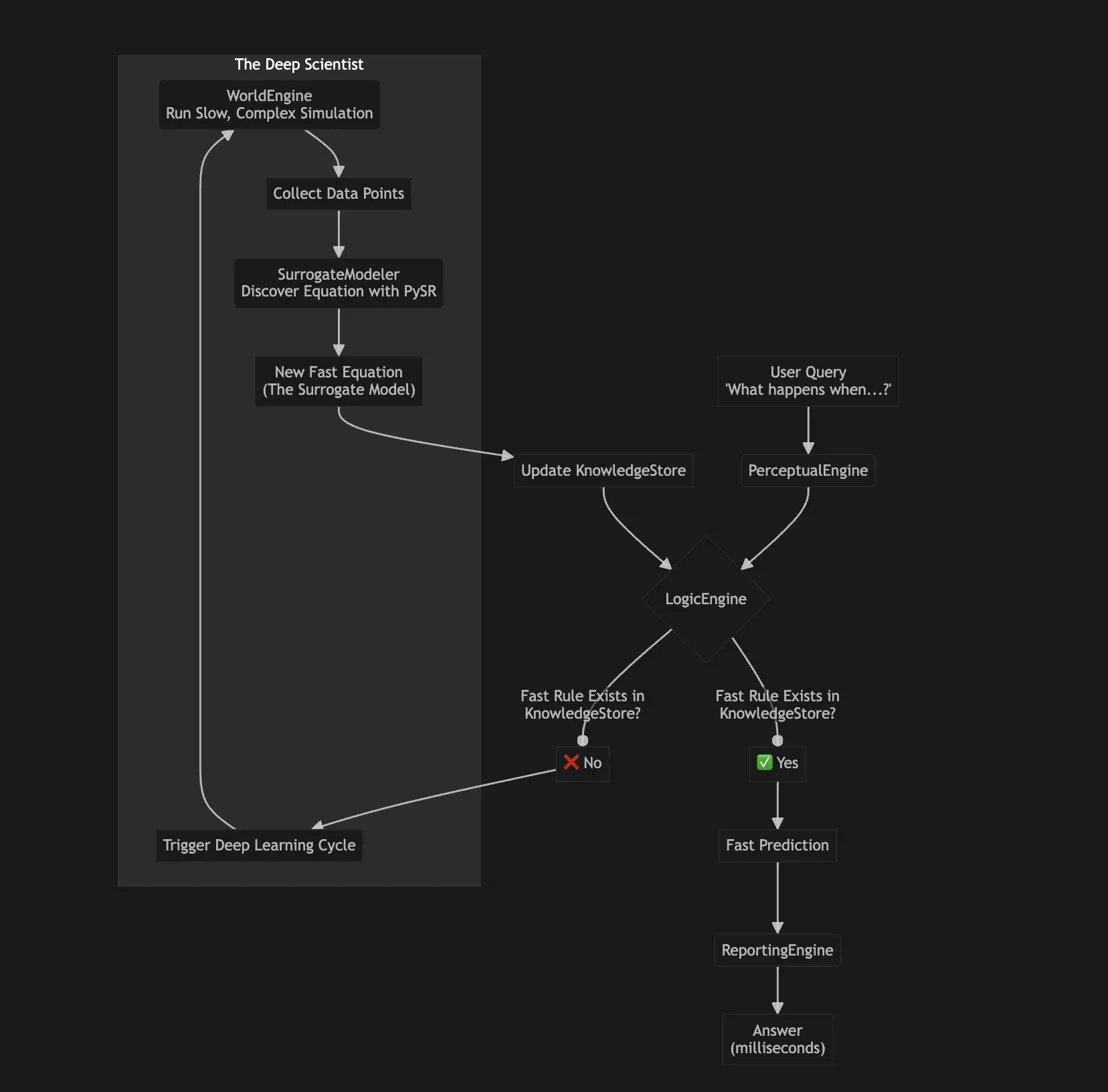 The Deep Scientist
WorldEngine
Run Slow, Complex Simulation
Collect Data Points
SurrogateModeler
Discover Equation with PySR
New Fast Equation
(The Surrogate Model)
User Query
'What happens when...?'
Update KnowledgeStore
PerceptualEngine
LogicEngine
Fast Rule Exists in
KnowledgeStore?
Fast Rule Exists in
KnowledgeStore?
❌ No
✅ Yes
Trigger Deep Learning Cycle
Fast Prediction
ReportingEngine
Answer
(milliseconds)